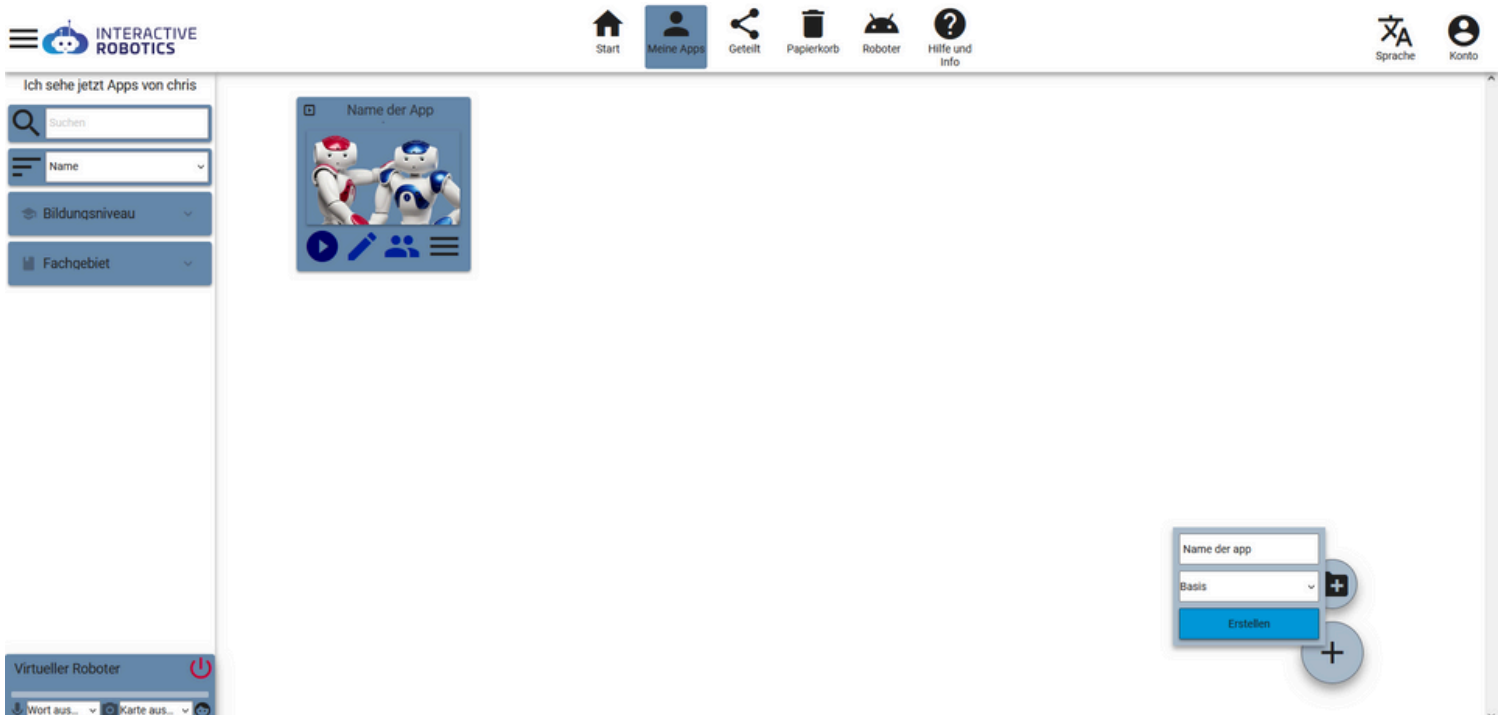 INTERACTIVE
ROBOTICS
Start
Meine Apps
Geteilt
Papierkorb
Roboter
Hilfe und
Info
Sprache
Konto
Ich sehe jetzt Apps von chris
Suchen
Name
Bildungsniveau
Fachgebiet
Name der App
Name der app
Basis
Erstellen
Virtueller Roboter
Wort aus...
Karte aus...